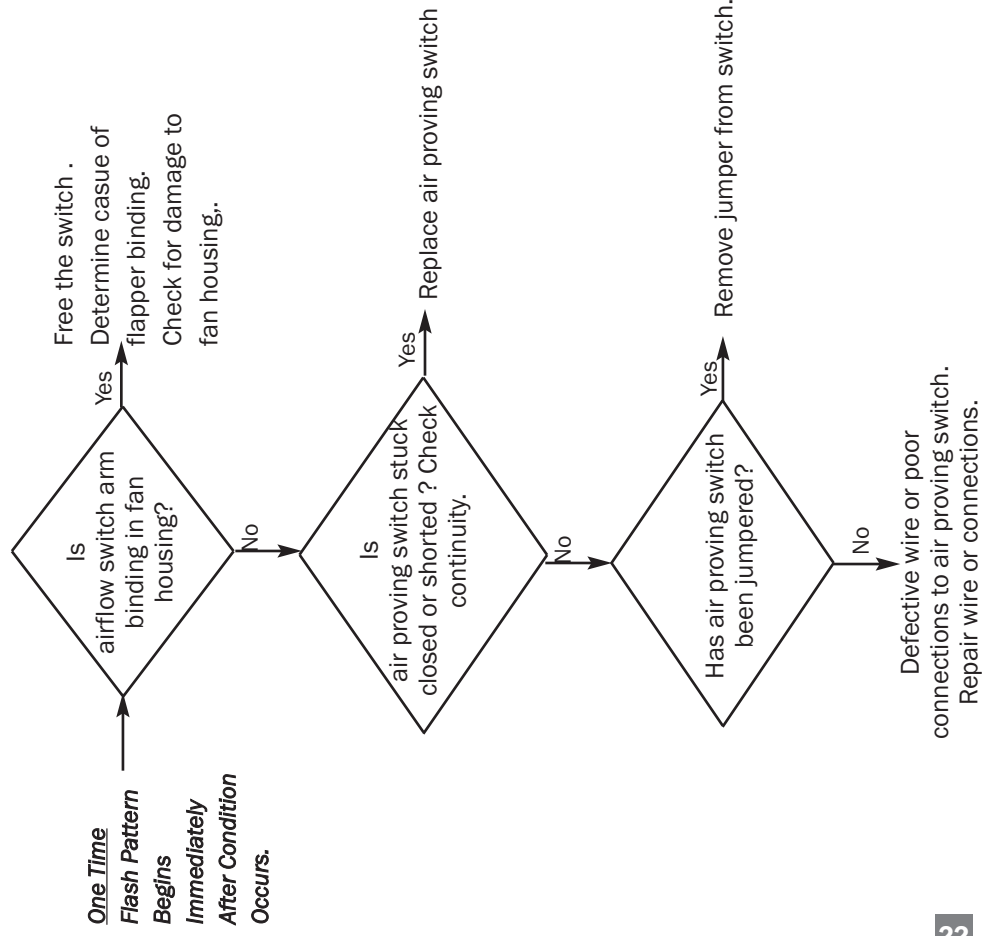 One Time
Flash Pattern
Begins
Immediately
After Condition
Occurs.
Is
airflow switch arm
binding in fan
housing?
Yes
Free the switch .
Determine casue of
flapper binding.
Check for damage to
fan housing,.
No
Is
air proving switch stuck
closed or shorted ? Check
continuity.
Yes
Replace air proving switch
No
Has air proving switch
been jumpered?
Yes
Remove jumper from switch.
No
Defective wire or poor
connections to air proving switch.
Repair wire or connections.
22